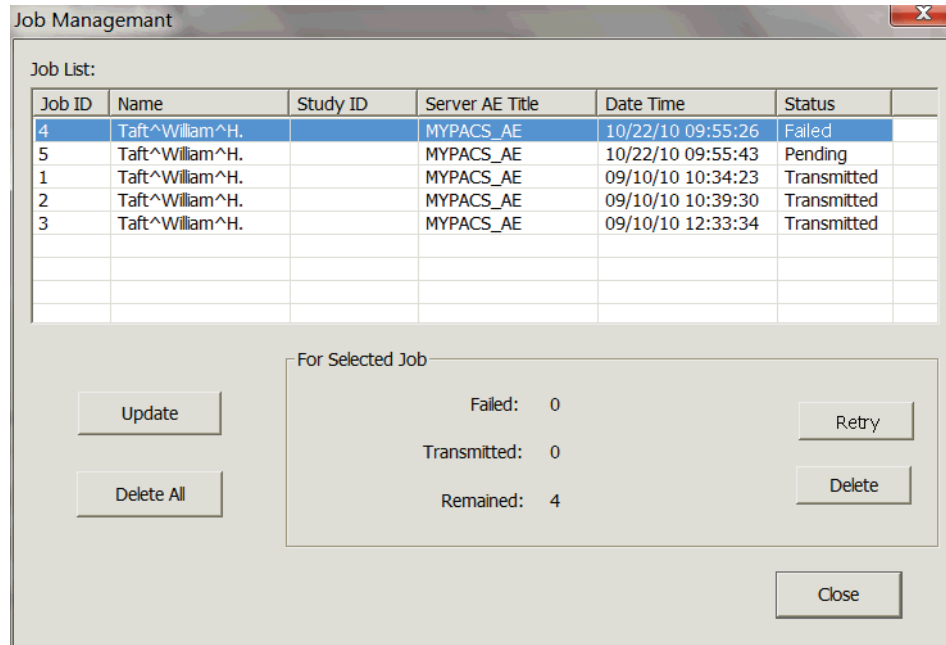 Job Managemant
X
Job List:
Job ID Name Study ID Server AE Title Date Time Status
4 Taft^William^H. MYPACS_AE 10/22/10 09:55:26 Failed
5 Taft^William^H. MYPACS_AE 10/22/10 09:55:43 Pending
1 Taft^William^H. MYPACS_AE 09/10/10 10:34:23 Transmitted
2 Taft^William^H. MYPACS_AE 09/10/10 10:39:30 Transmitted
3 Taft^William^H. MYPACS_AE 09/10/10 12:33:34 Transmitted
For Selected Job
Update
Failed: 0
Retry
Transmitted: 0
Delete All
Remained: 4
Delete
Close